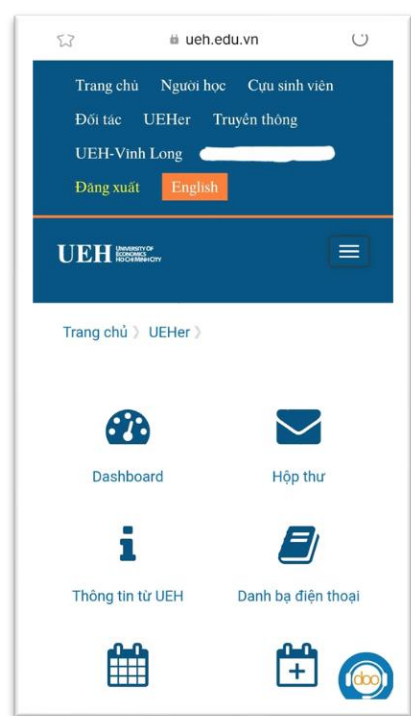 ueh.edu.vn
Trang chủ Người học Cựu sinh viên
Đối tác UEHer Truyền thông
UEH-Vĩnh Long
Đăng xuất English
UEH UNIVERSITY OF
ECONOMICS
HO CHI MINH CITY
Trang chủ 》 UEHer 》
Dashboard Hộp thư
Thông tin từ UEH Danh bạ điện thoại
doo